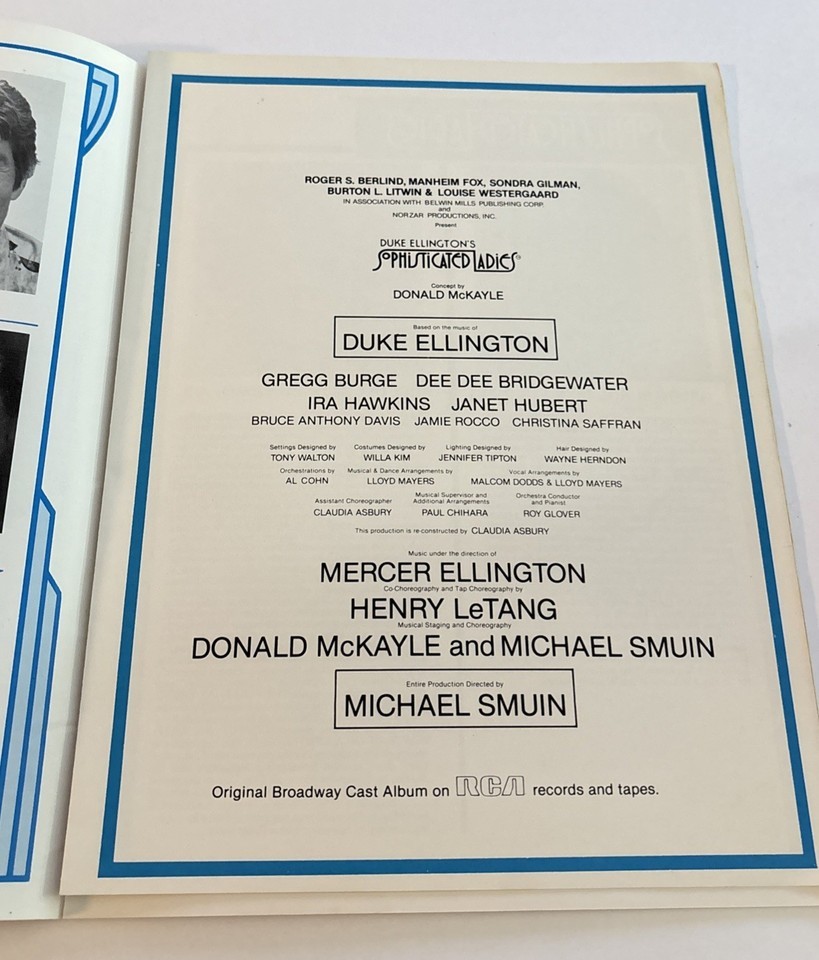 ROGER S. BERLIND, MANHEIM FOX, SONDRA GILMAN,
BURTON L. LITWIN & LOUISE WESTERGAARD
IN ASSOCIATION WITH BELWIN MILLS PUBLISHING CORP.
and
NORZAR PRODUCTIONS, INC.
Present
DUKE ELLINGTON'S
SOPHISTICATED LADIES®
Concept by
DONALD McKAYLE
Based on the music of
DUKE ELLINGTON
GREGG BURGE DEE DEE BRIDGEWATER
IRA HAWKINS JANET HUBERT
BRUCE ANTHONY DAVIS JAMIE ROCCO CHRISTINA SAFFRAN
Settings Designed by Costumes Designed by Lighting Designed by Hair Designed by
TONY WALTON WILLA KIM JENNIFER TIPTON WAYNE HERNDON
Orchestrations by Musical & Dance Arrangements by Vocal Arrangements by
AL COHN LLOYD MAYERS MALCOM DODDS & LLOYD MAYERS
Assistant Choreographer Musical Supervisor and Additional Arrangements Orchestra Conductor and Pianist
CLAUDIA ASBURY PAUL CHIHARA ROY GLOVER
This production is re-constructed by CLAUDIA ASBURY
Music under the direction of
MERCER ELLINGTON
Co-Choreography and Tap Choreography by
HENRY LeTANG
Musical Staging and Choreography
DONALD McKAYLE and MICHAEL SMUIN
Entire Production Directed by
MICHAEL SMUIN
Original Broadway Cast Album on RCA records and tapes.